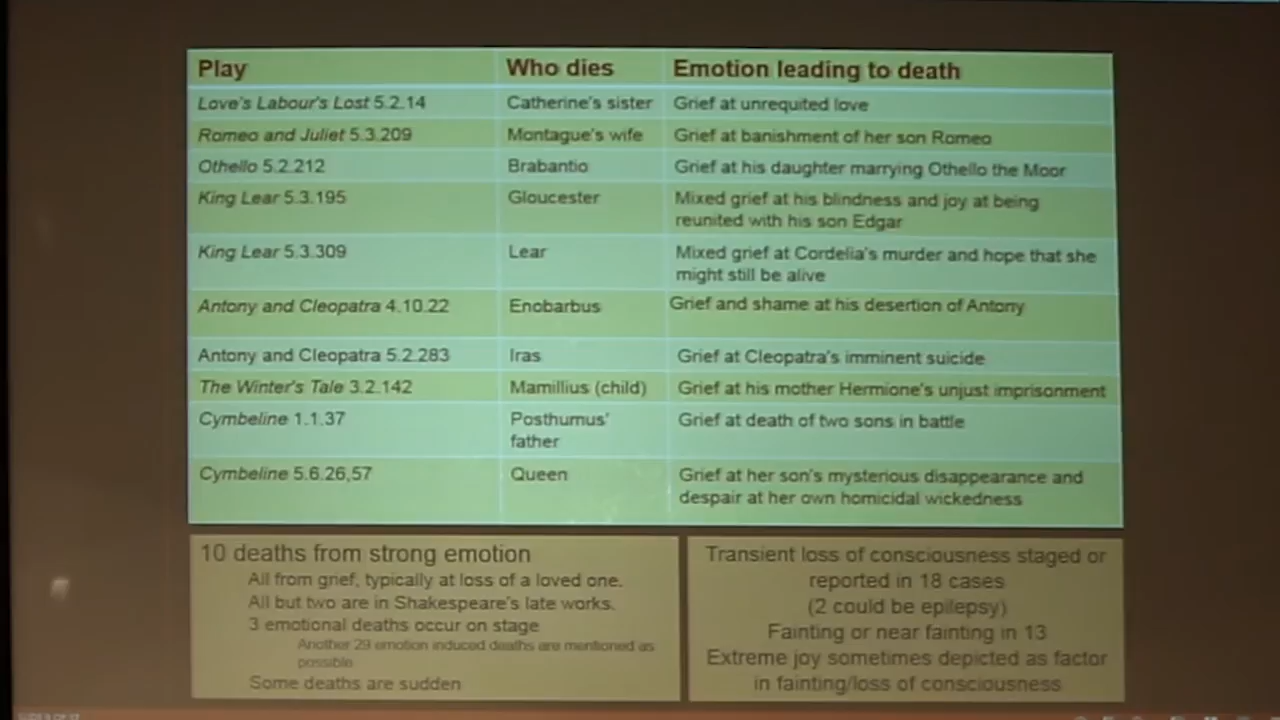 Play Who dies Emotion leading to death
Love's Labour's Lost 5.2.14 Catherine's sister Grief at unrequited love
Romeo and Juliet 5.3.209 Montague's wife Grief at banishment of her son Romeo
Othello 5.2.212 Brabantio Grief at his daughter marrying Othello the Moor
King Lear 5.3.195 Gloucester Mixed grief at his blindness and joy at being
reunited with his son Edgar
King Lear 5.3.309 Lear Mixed grief at Cordelia's murder and hope that she
might still be alive
Antony and Cleopatra 4.10.22 Enobarbus Grief and shame at his desertion of Antony
Antony and Cleopatra 5.2.283 Iras Grief at Cleopatra's imminent suicide
The Winter's Tale 3.2.142 Mamillius (child) Grief at his mother Hermione's unjust imprisonment
Cymbeline 1.1.37 Posthumus' Grief at death of two sons in battle
father
Cymbeline 5.6.26,57 Queen Grief at her son's mysterious disappearance and
despair at her own homicidal wickedness
10 deaths from strong emotion
All from grief, typically at loss of a loved one.
All but two are in Shakespeare's late works.
3 emotional deaths occur on stage
Another 29 emotion induced deaths are mentioned as
possible
Some deaths are sudden
Transient loss of consciousness staged or
reported in 18 cases
(2 could be epilepsy)
Fainting or near fainting in 13
Extreme joy sometimes depicted as factor
in fainting/loss of consciousness